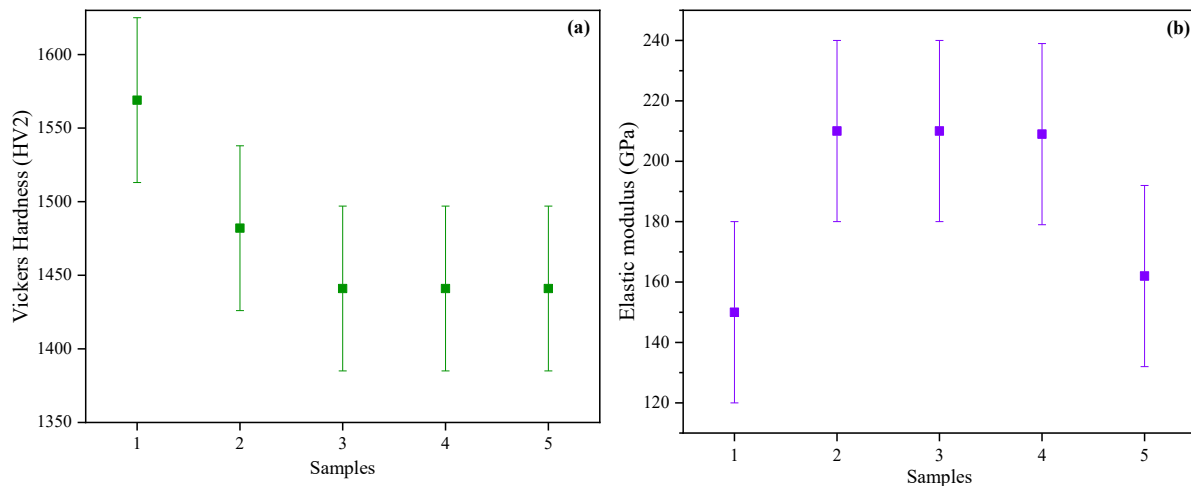 (a)
Vickers Hardness (HV2)
1600
1550
1500
1450
1400
1350
1 2 3 4 5
Samples
(b)
Elastic modulus (GPa)
240
220
200
180
160
140
120
1 2 3 4 5
Samples